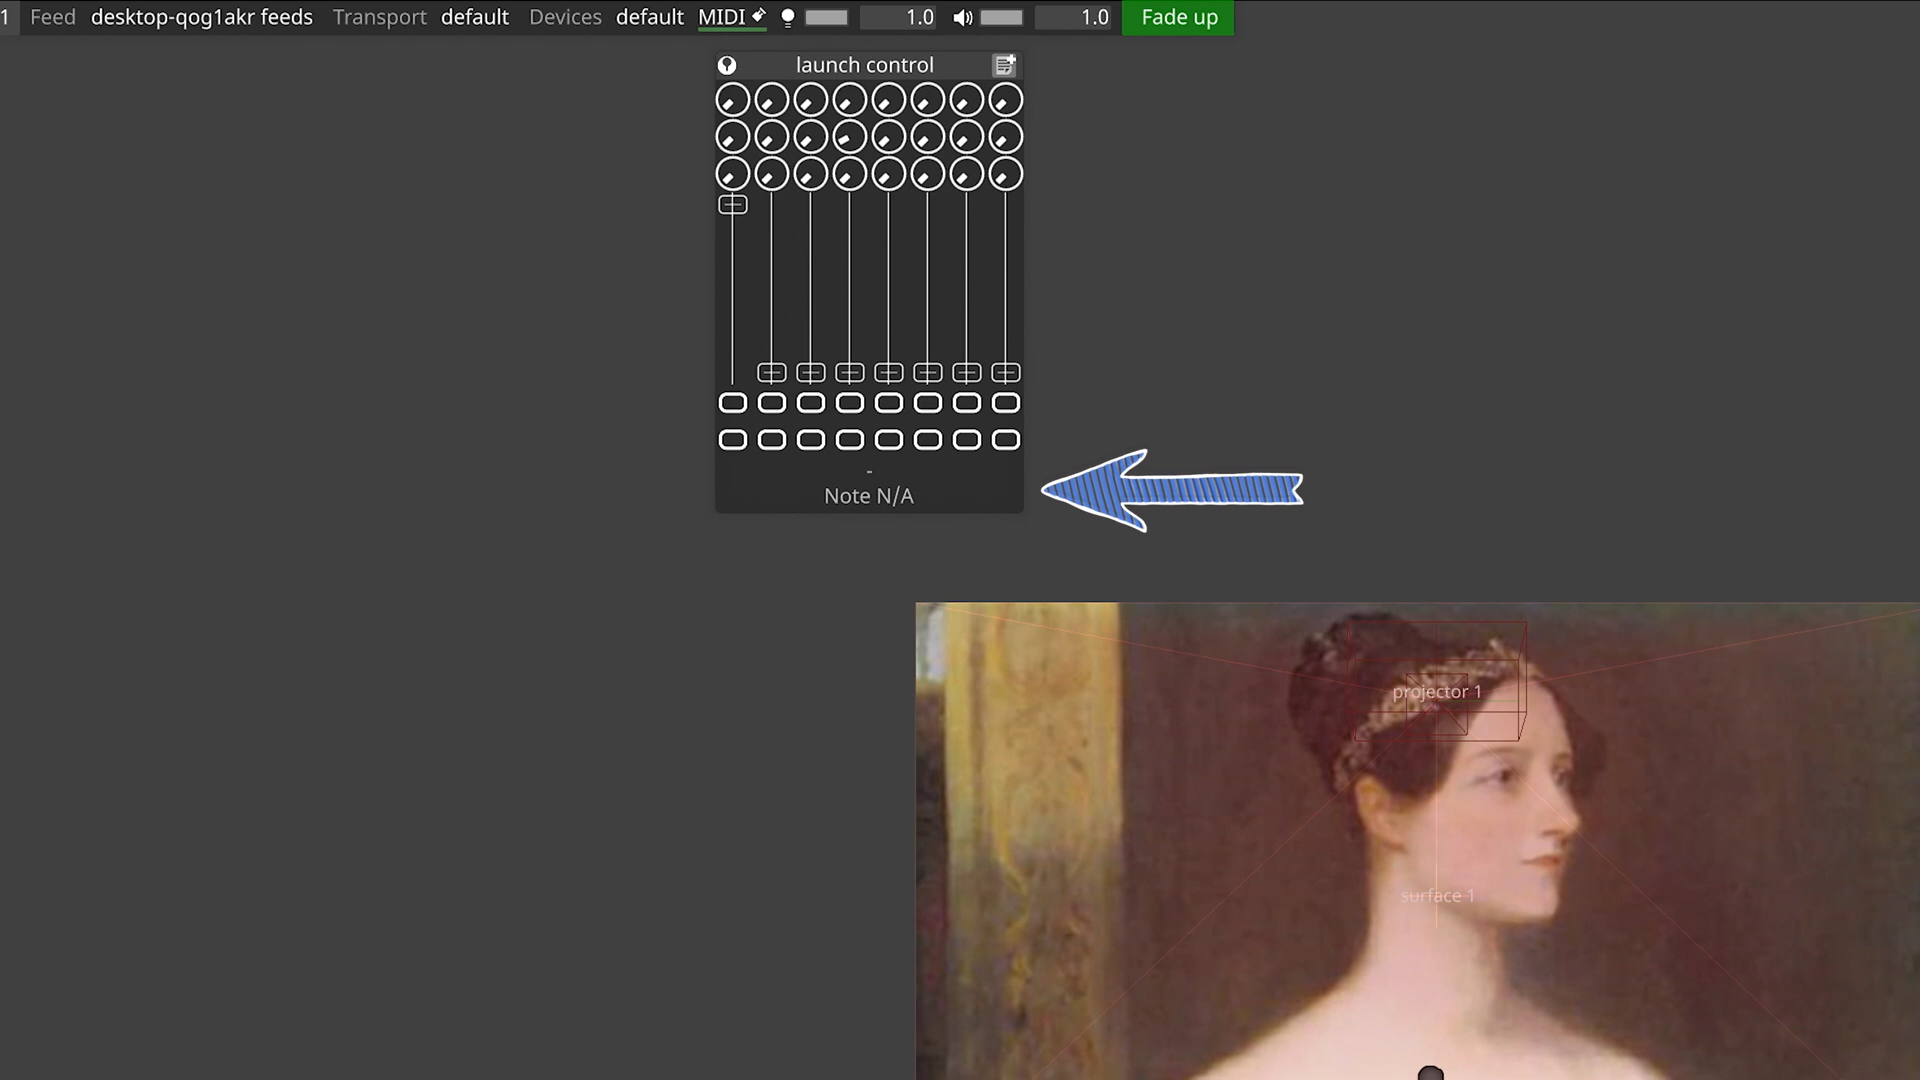 1 Feed desktop-qog1akr feeds Transport default Devices default MIDI 1.0 1.0 Fade up
launch control
-
Note N/A
projector 1
surface 1